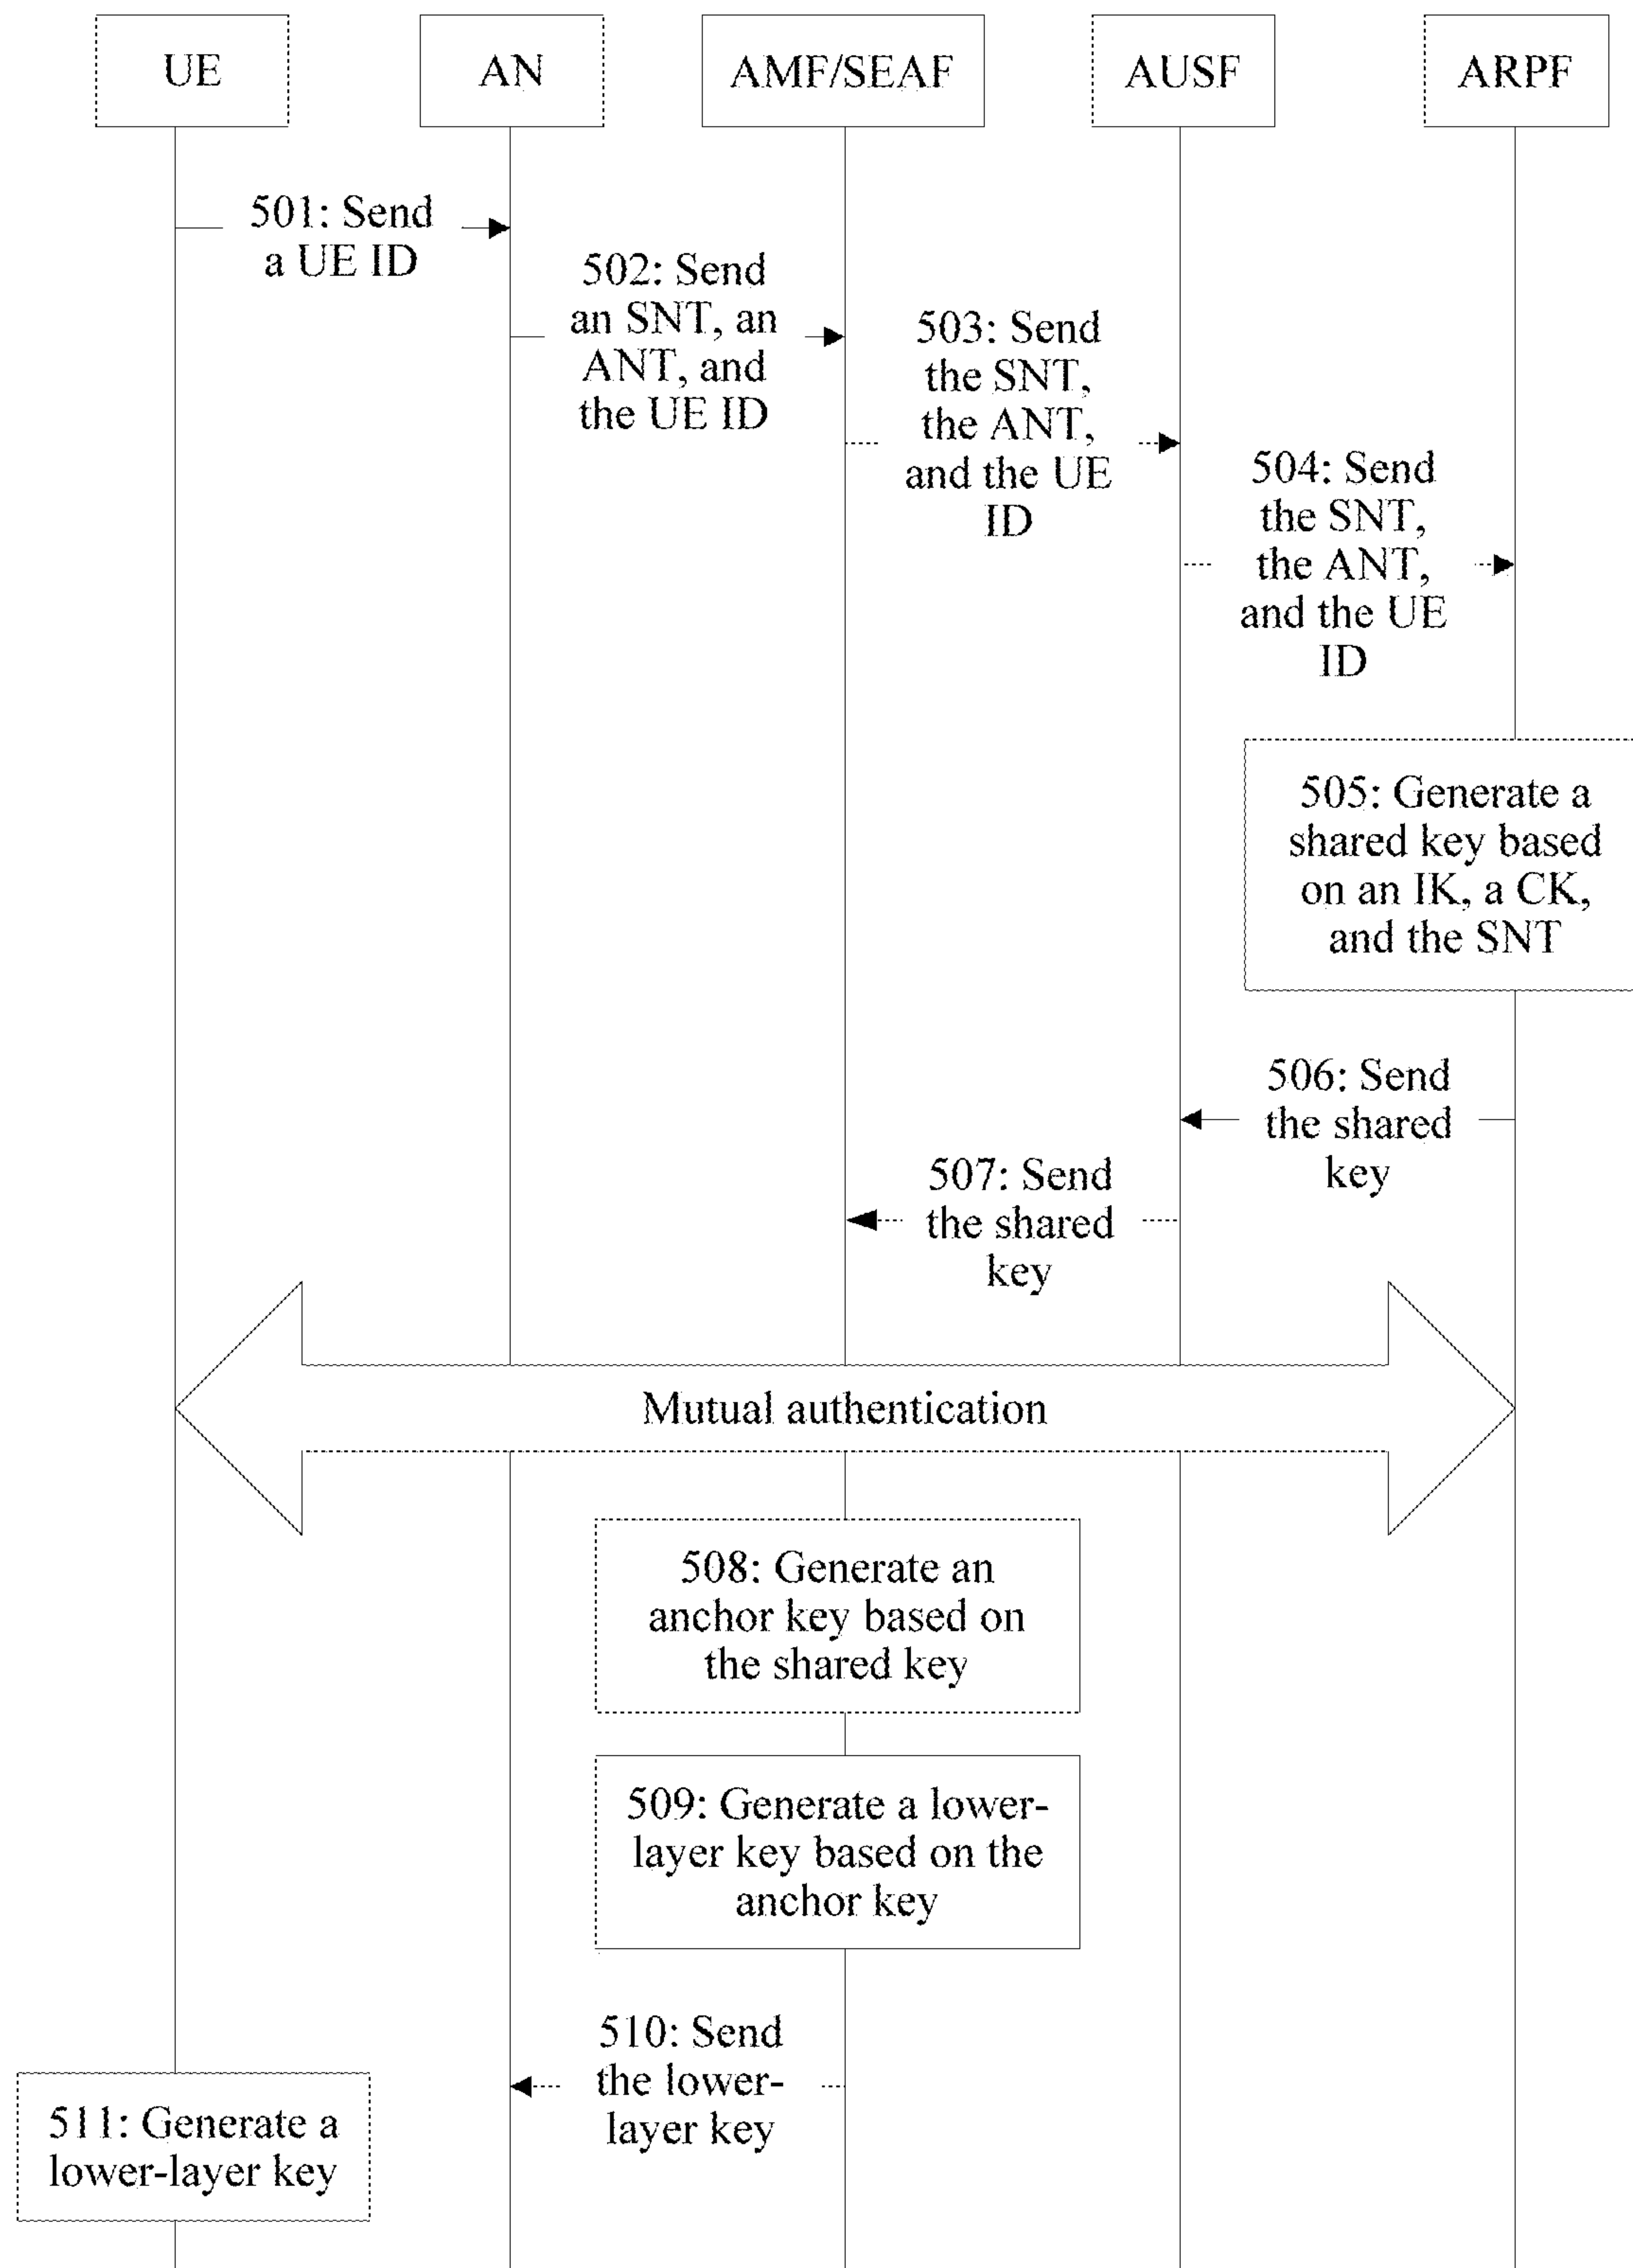 UE
AN
AMF/SEAF
AUSF
ARPF
501: Send
a UE ID
502: Send
an SNT, an
ANT, and
the UE ID
503: Send
the SNT,
the ANT,
and the UE
ID
504: Send
the SNT,
the ANT,
and the UE
ID
505: Generate a
shared key based
on an IK, a CK,
and the SNT
506: Send
the shared
key
507: Send
the shared
key
Mutual authentication
508: Generate an
anchor key based on
the shared key
509: Generate a lower-
layer key based on the
anchor key
510: Send
the lower-
layer key
511: Generate a
lower-layer key